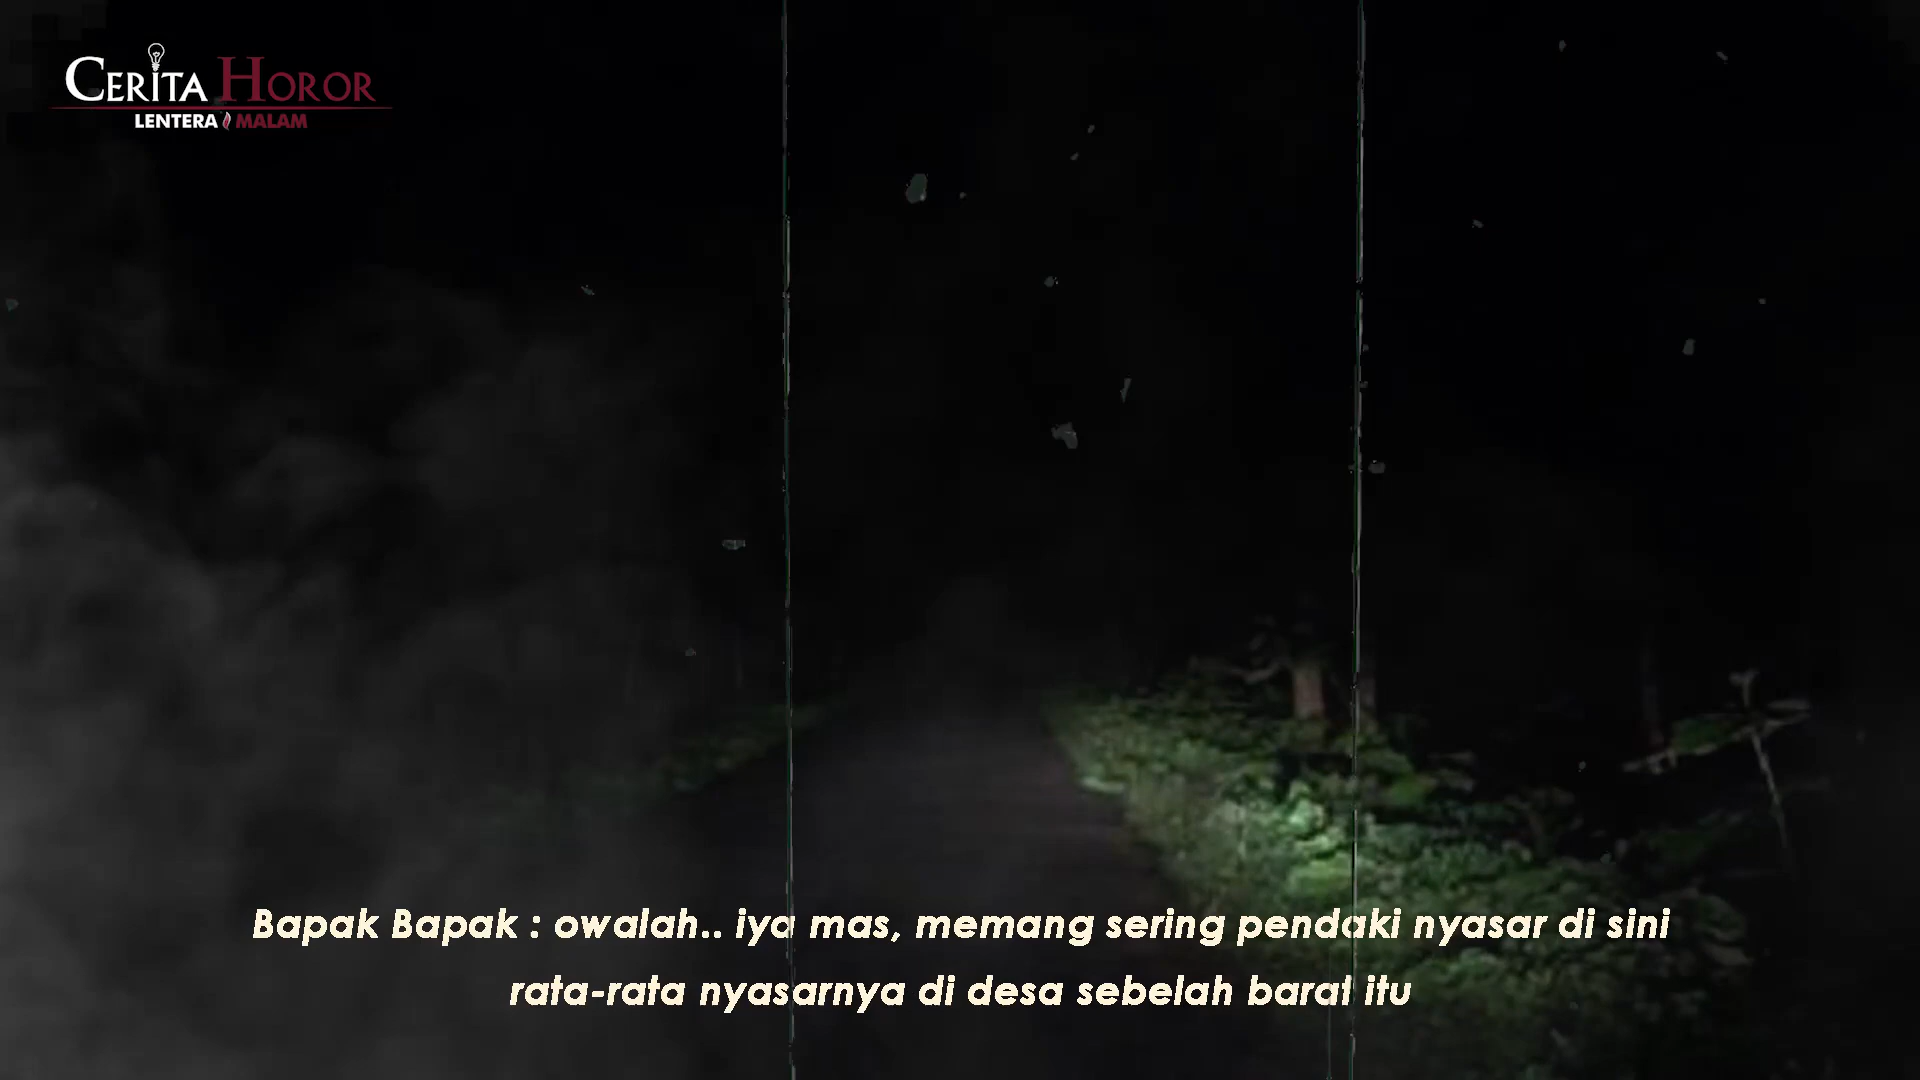 CERITA HOROR
LENTERA MALAM
Bapak Bapak : owalah.. iya mas, memang sering pendaki nyasar di sini
rata-rata nyasarnya di desa sebelah barat itu